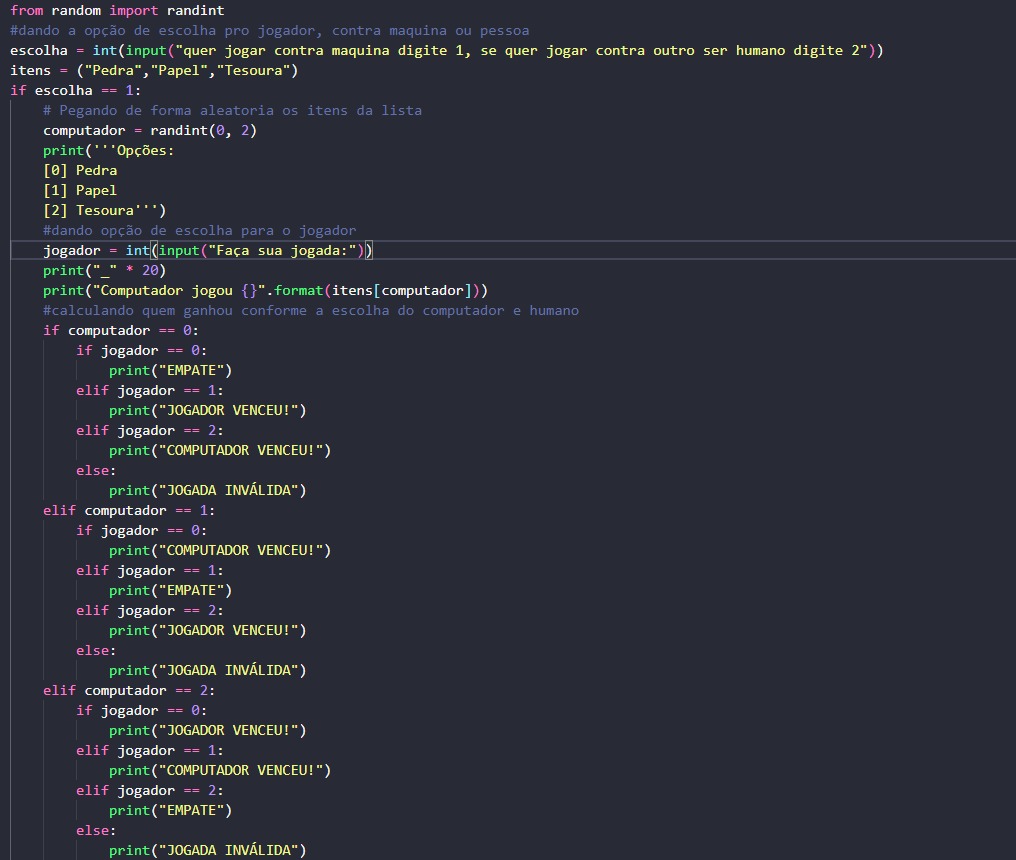 from random import randint
#dando a opção de escolha pro jogador, contra maquina ou pessoa
escolha = int(input("quer jogar contra maquina digite 1, se quer jogar contra outro ser humano digite 2"))
itens = ("Pedra","Papel","Tesoura")
if escolha == 1:
    # Pegando de forma aleatoria os itens da lista
    computador = randint(0, 2)
    print('''Opções:
    [0] Pedra
    [1] Papel
    [2] Tesoura''')
    #dando opção de escolha para o jogador
    jogador = int(input("Faça sua jogada:"))
    print("_" * 20)
    print("Computador jogou {}".format(itens[computador]))
    #calculando quem ganhou conforme a escolha do computador e humano
    if computador == 0:
        if jogador == 0:
            print("EMPATE")
        elif jogador == 1:
            print("JOGADOR VENCEU!")
        elif jogador == 2:
            print("COMPUTADOR VENCEU!")
        else:
            print("JOGADA INVÁLIDA")
    elif computador == 1:
        if jogador == 0:
            print("COMPUTADOR VENCEU!")
        elif jogador == 1:
            print("EMPATE")
        elif jogador == 2:
            print("JOGADOR VENCEU!")
        else:
            print("JOGADA INVÁLIDA")
    elif computador == 2:
        if jogador == 0:
            print("JOGADOR VENCEU!")
        elif jogador == 1:
            print("COMPUTADOR VENCEU!")
        elif jogador == 2:
            print("EMPATE")
        else:
            print("JOGADA INVÁLIDA")